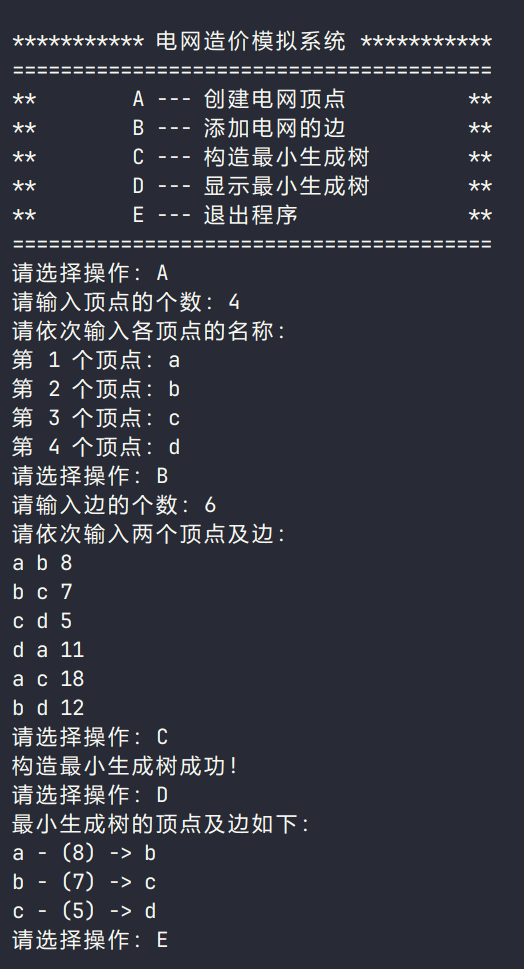 *********** 电网造价模拟系统 ***********
========================================
**        A --- 创建电网顶点          **
**        B --- 添加电网的边          **
**        C --- 构造最小生成树        **
**        D --- 显示最小生成树        **
**        E --- 退出程序              **
========================================
请选择操作: A
请输入顶点的个数: 4
请依次输入各顶点的名称:
第 1 个顶点: a
第 2 个顶点: b
第 3 个顶点: c
第 4 个顶点: d
请选择操作: B
请输入边的个数: 6
请依次输入两个顶点及边:
a b 8
b c 7
c d 5
d a 11
a c 18
b d 12
请选择操作: C
构造最小生成树成功!
请选择操作: D
最小生成树的顶点及边如下:
a - (8) -> b
b - (7) -> c
c - (5) -> d
请选择操作: E